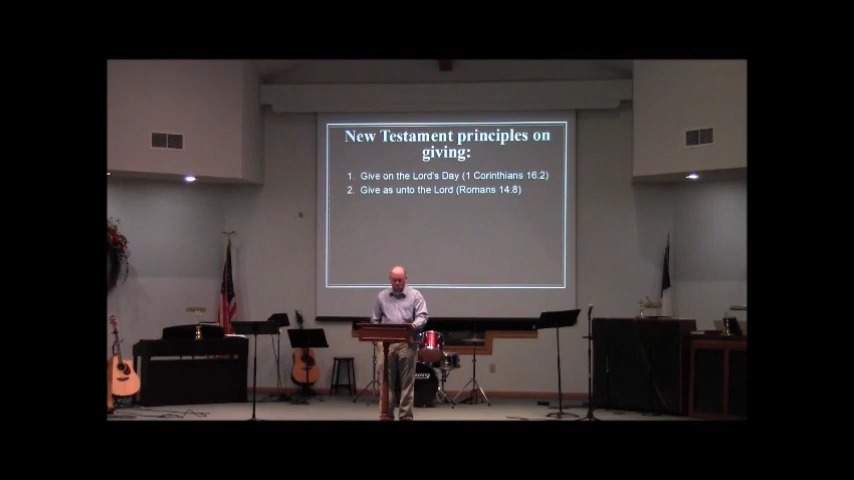 New Testament principles on
giving:
1. Give on the Lord's Day (1 Corinthians 16.2)
2. Give as unto the Lord (Romans 14.8)